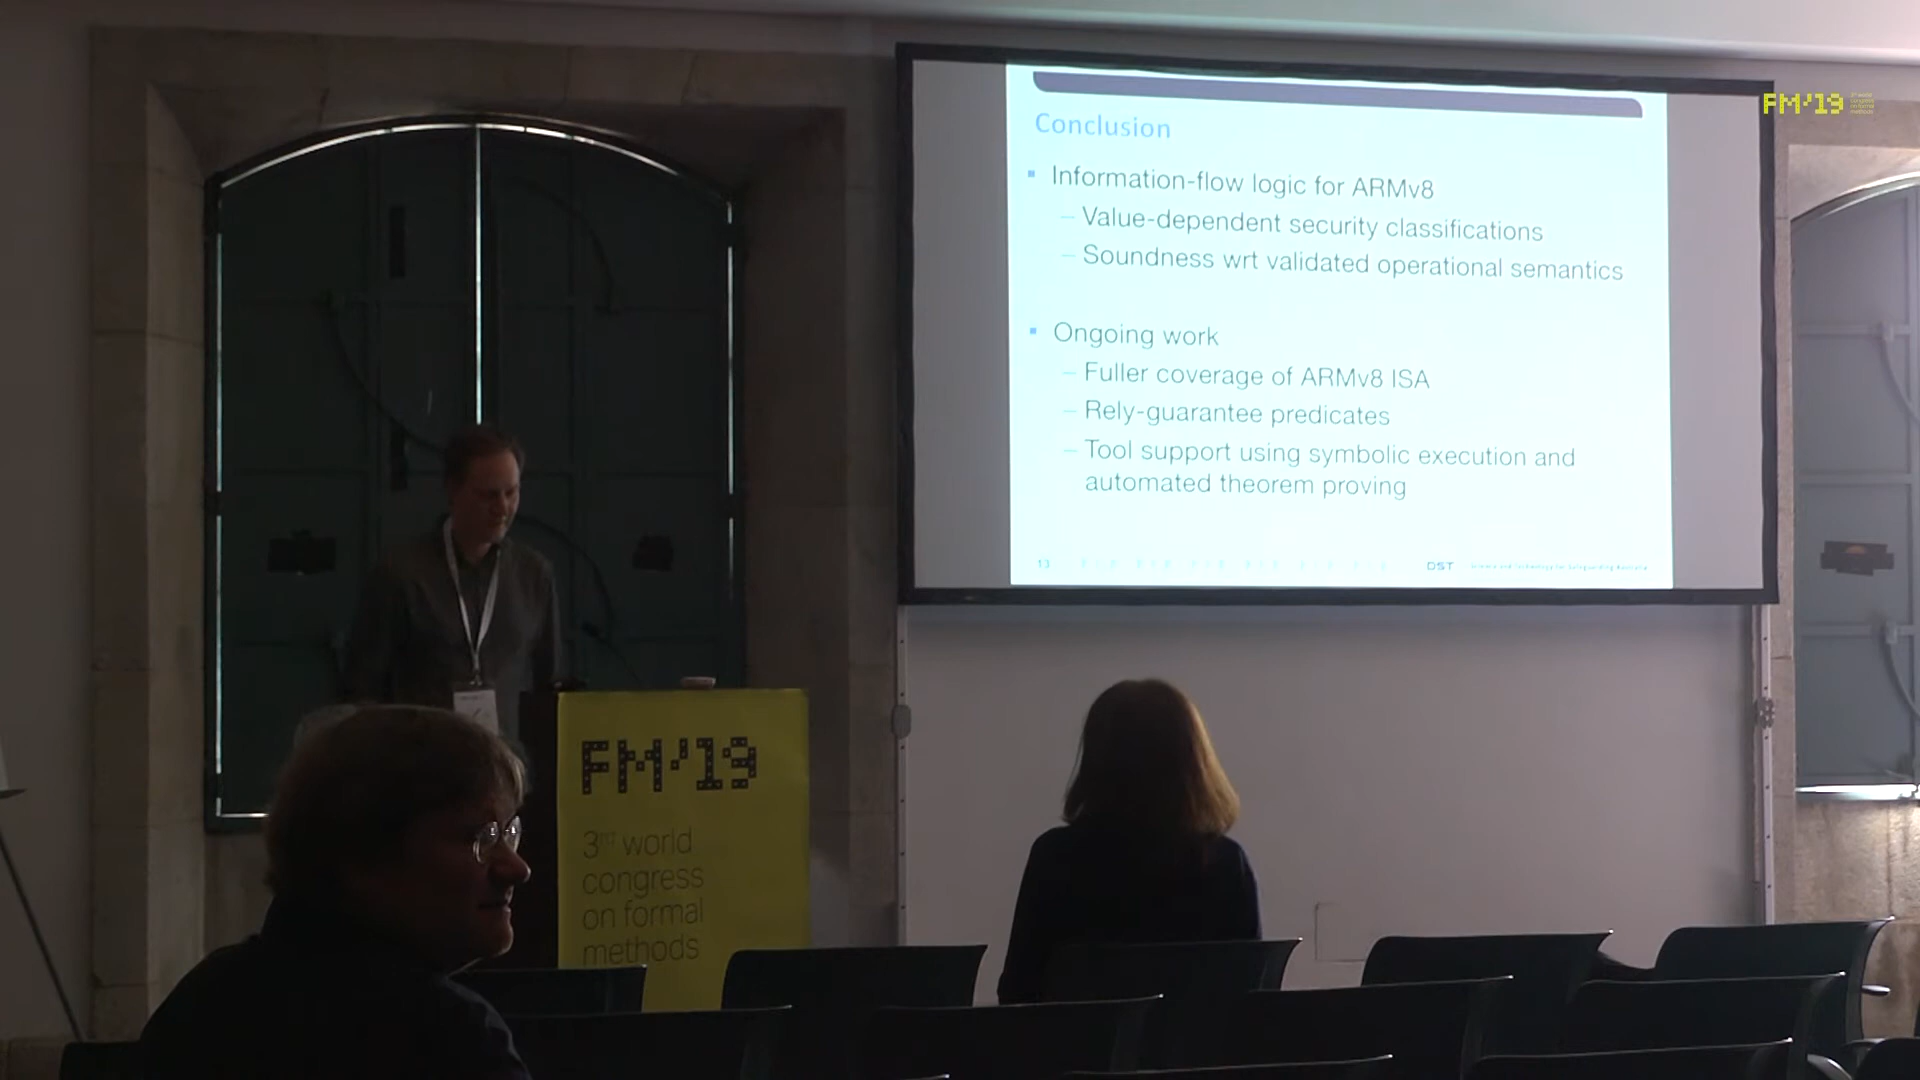 Conclusion
Information-flow logic for ARMv8
– Value-dependent security classifications
– Soundness wrt validated operational semantics
Ongoing work
– Fuller coverage of ARMv8 ISA
– Rely-guarantee predicates
– Tool support using symbolic execution and
automated theorem proving
13
DST
FM'19
FM'19
3RD world
congress
on formal
methods